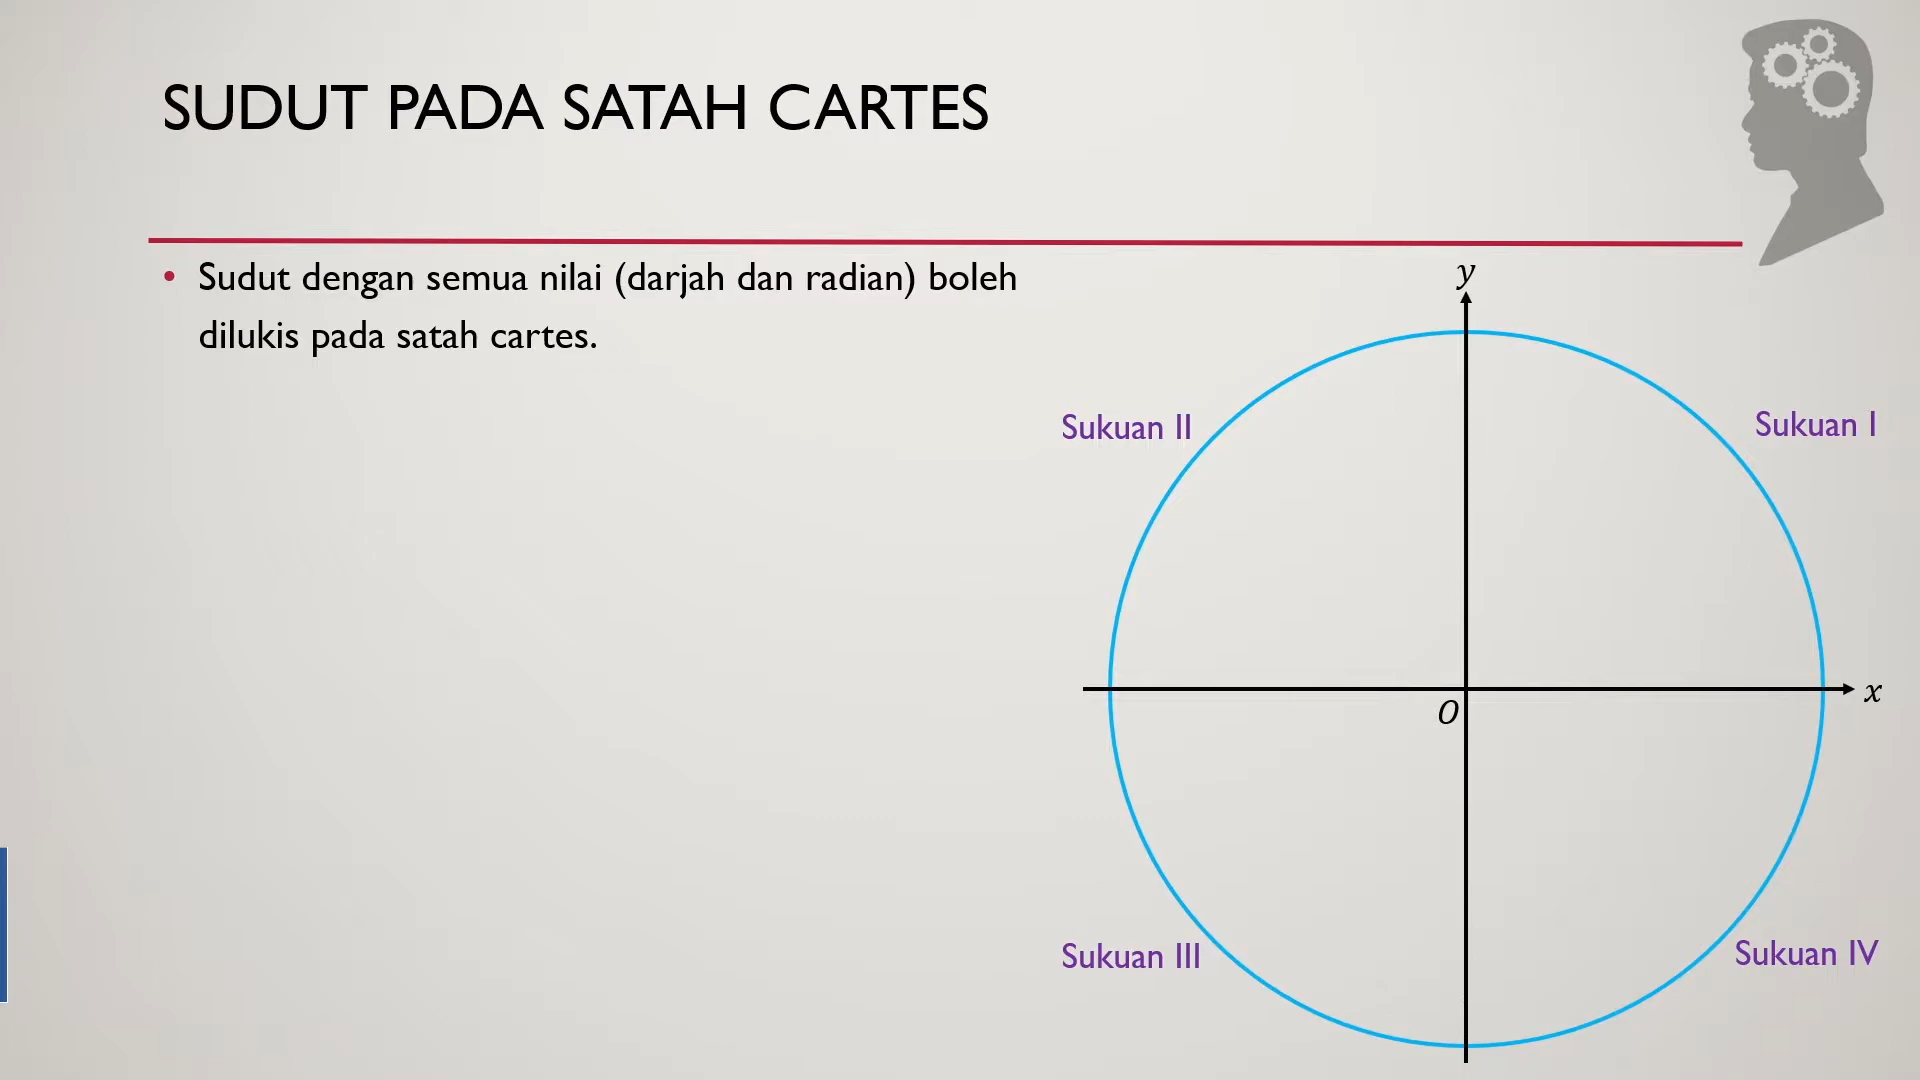 SUDUT PADA SATAH CARTES
• Sudut dengan semua nilai (darjah dan radian) boleh
dilukis pada satah cartes.
y
Sukuan II
Sukuan I
x
O
Sukuan III
Sukuan IV